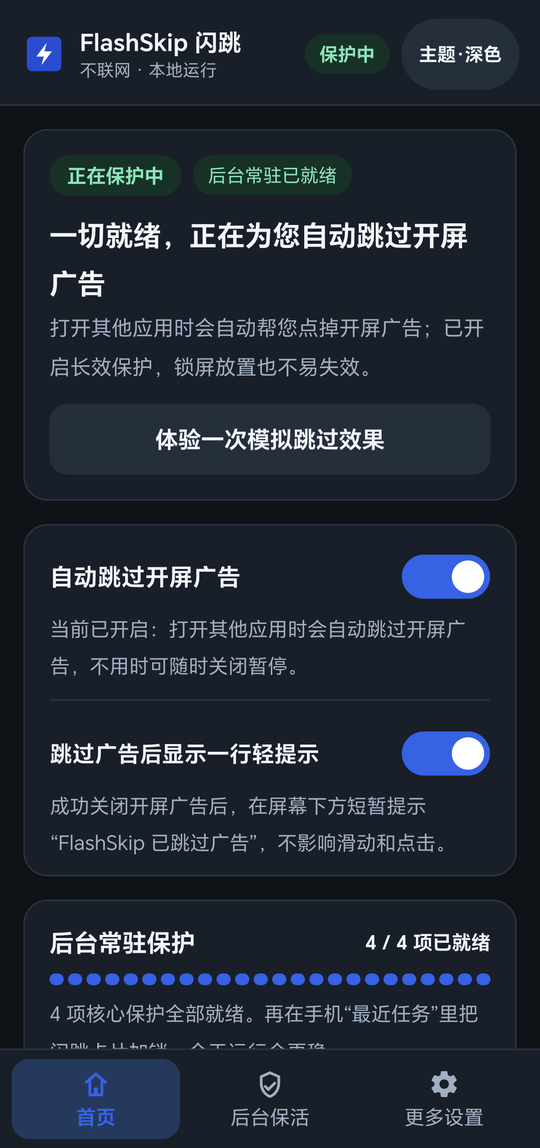 FlashSkip 闪跳
不联网 · 本地运行
保护中
主题·深色
正在保护中
后台常驻已就绪
一切就绪，正在为您自动跳过开屏
广告
打开其他应用时会自动帮您点掉开屏广告；已开
启长效保护，锁屏放置也不易失效。
体验一次模拟跳过效果
自动跳过开屏广告
当前已开启：打开其他应用时会自动跳过开屏广
告，不用时可随时关闭暂停。
跳过广告后显示一行轻提示
成功关闭开屏广告后，在屏幕下方短暂提示
“FlashSkip 已跳过广告”，不影响滑动和点击。
后台常驻保护
4 / 4 项已就绪
4 项核心保护全部就绪。再在手机“最近任务”里把
首页
后台保活
更多设置